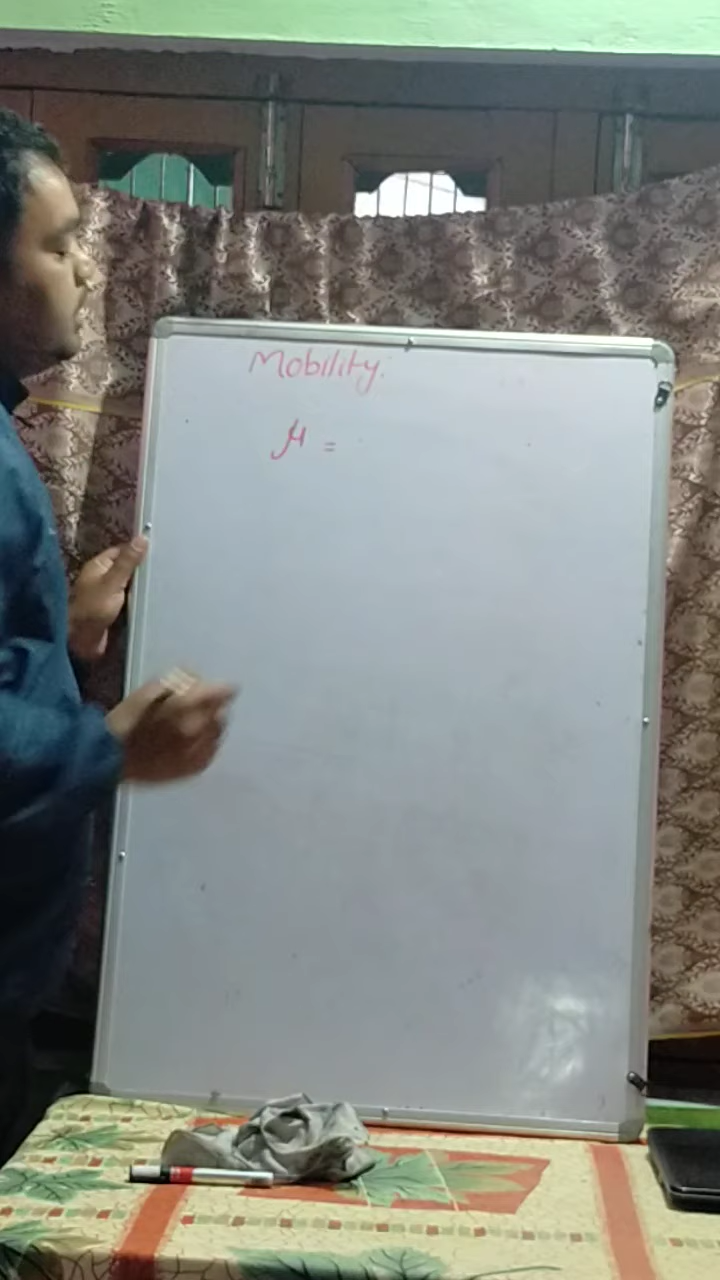 Mobility.
μ =